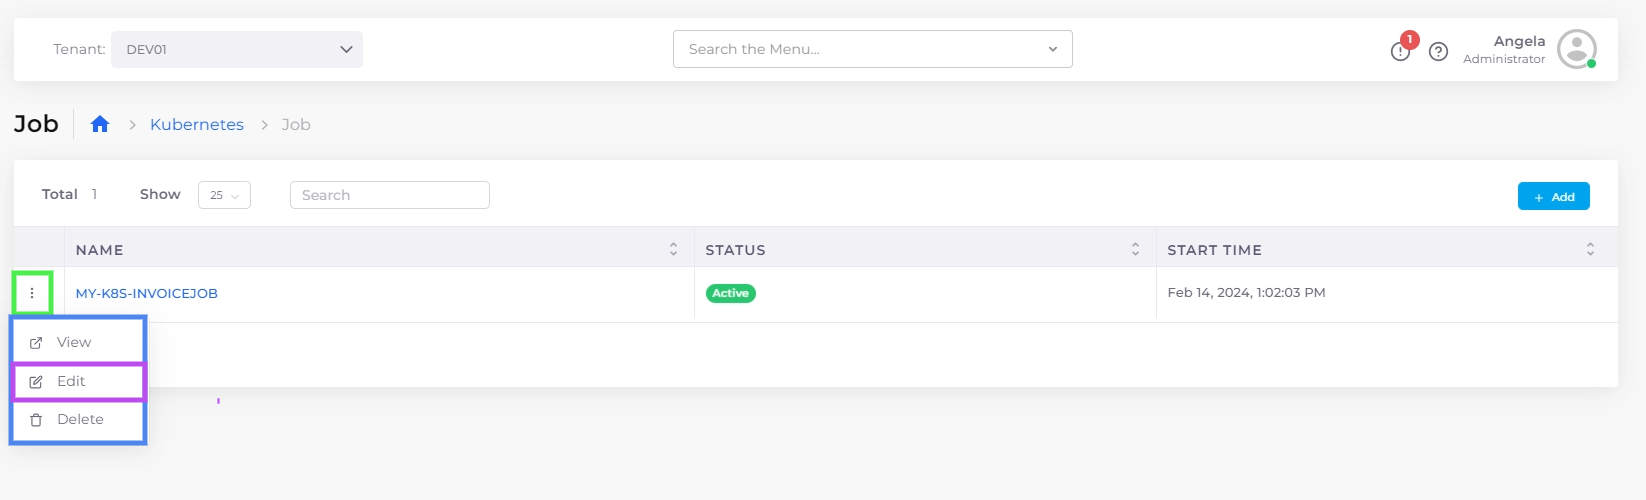 Tenant: DEV01 Search the Menu... 1 Angela
Administrator
Job Kubernetes Job
Total 1 Show 25 Search + Add
NAME STATUS START TIME
MY-K8S-INVOICEJOB Active Feb 14, 2024, 1:02:03 PM
View
Edit
Delete